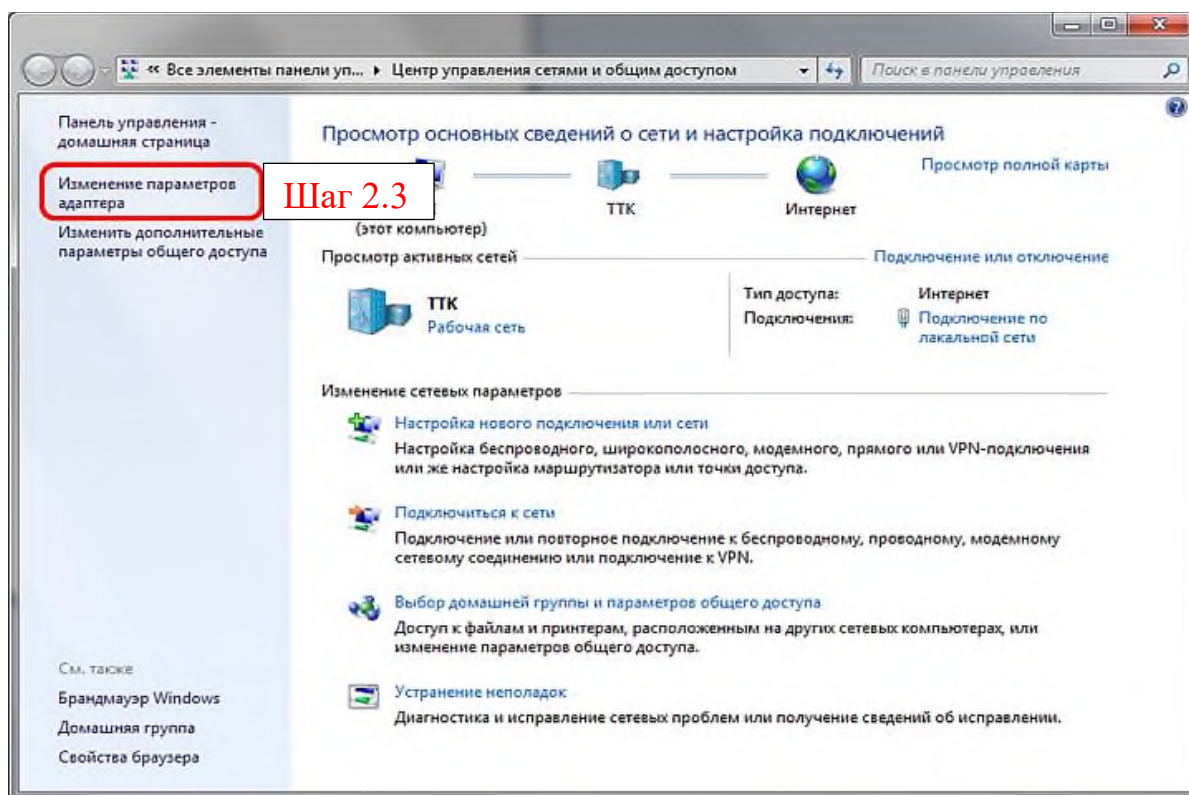 « Все элементы панели уп... ▸ Центр управления сетями и общим доступом
Поиск в панели управления
Панель управления -
домашняя страница
Изменение параметров
адаптера
Изменить дополнительные
параметры общего доступа
Шаг 2.3
Просмотр основных сведений о сети и настройка подключений
Просмотр полной карты
(этот компьютер)
ТТК
Интернет
Просмотр активных сетей
Подключение или отключение
ТТК
Рабочая сеть
Тип доступа:
Интернет
Подключения:
Подключение по
лакальной сети
Изменение сетевых параметров
Настройка нового подключения или сети
Настройка беспроводного, широкополосного, модемного, прямого или VPN-подключения
или же настройка маршрутизатора или точки доступа.
Подключиться к сети
Подключение или повторное подключение к беспроводному, проводному, модемному
сетевому соединению или подключение к VPN.
Выбор домашней группы и параметров общего доступа
Доступ к файлам и принтерам, расположенным на других сетевых компьютерах, или
изменение параметров общего доступа.
Устранение неполадок
Диагностика и исправление сетевых проблем или получение сведений об исправлении.
См. также
Брандмауэр Windows
Домашняя группа
Свойства браузера